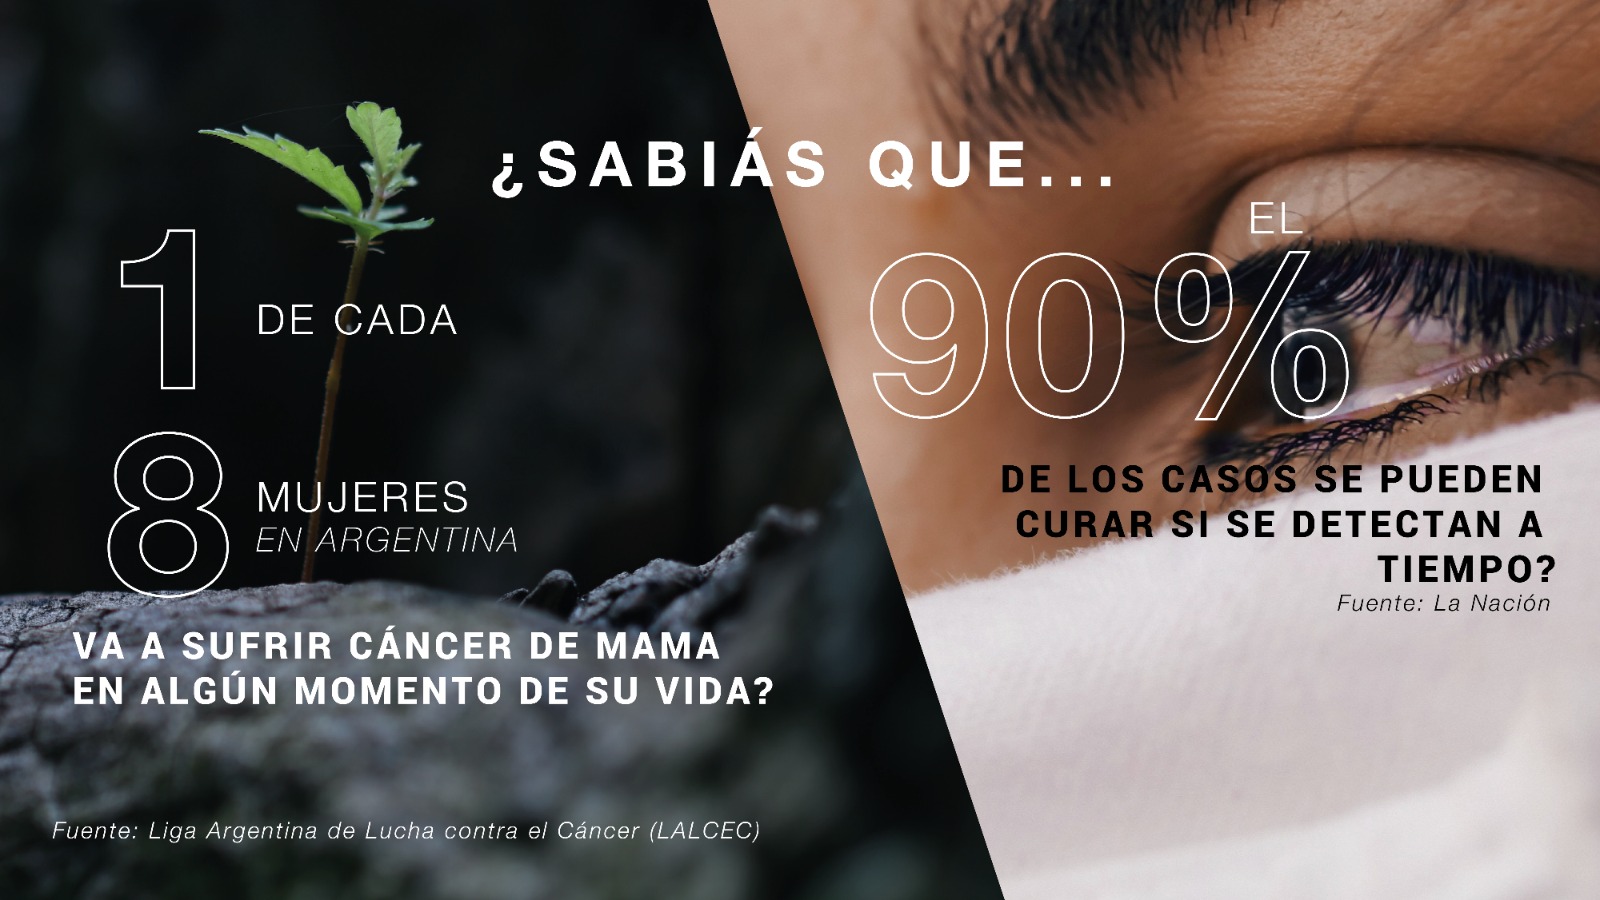 ¿SABIÁS QUE...
1
DE CADA
8
MUJERES
EN ARGENTINA
VA A SUFRIR CÁNCER DE MAMA
EN ALGÚN MOMENTO DE SU VIDA?
Fuente: Liga Argentina de Lucha contra el Cáncer (LALCEC)
EL
90%
DE LOS CASOS SE PUEDEN
CURAR SI SE DETECTAN A
TIEMPO?
Fuente: La Nación